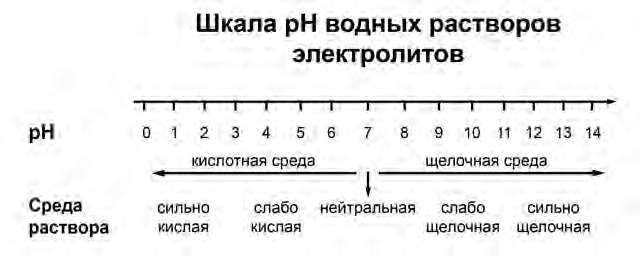 Шкала pH водных растворов
электролитов
pH 0 1 2 3 4 5 6 7 8 9 10 11 12 13 14
кислотная среда щелочная среда
Среда сильно слабо нейтральная слабо сильно
раствора кислая кислая щелочная щелочная